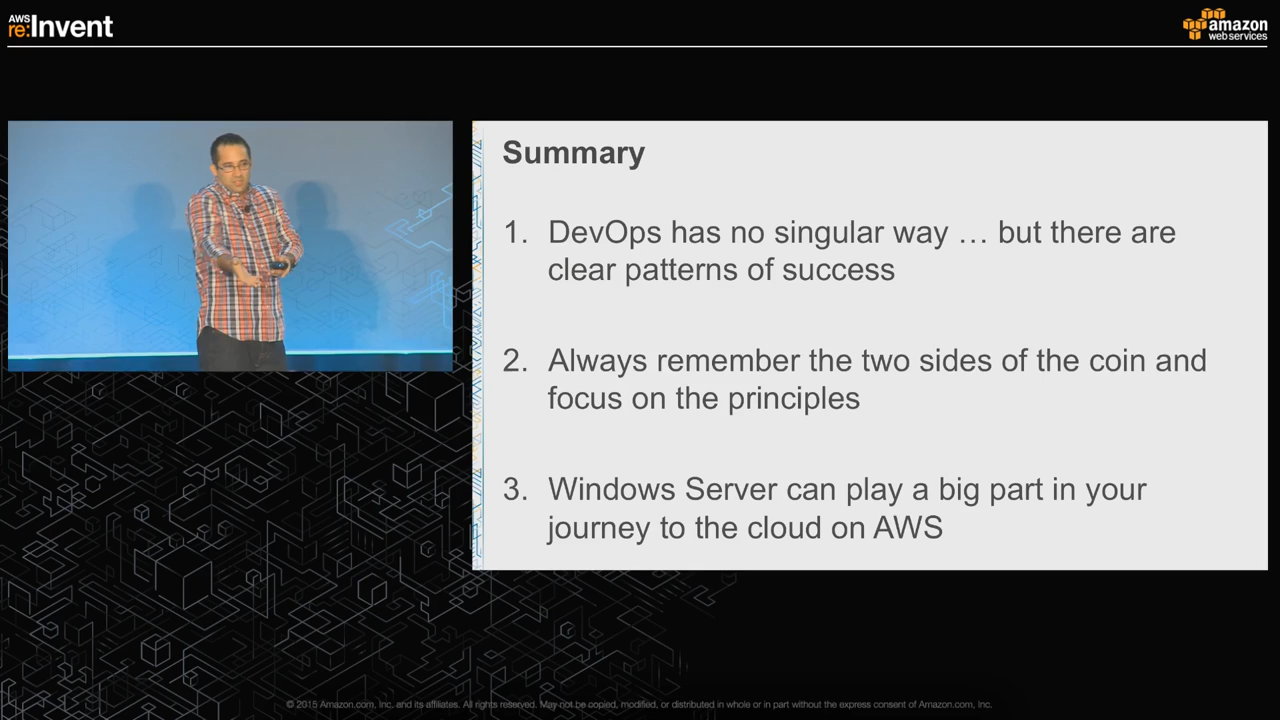 AWS
re:Invent
amazon
web services
Summary
1. DevOps has no singular way … but there are
clear patterns of success
2. Always remember the two sides of the coin and
focus on the principles
3. Windows Server can play a big part in your
journey to the cloud on AWS
© 2015 Amazon.com, Inc. and its affiliates. All rights reserved. May not be copied, modified, or distributed in whole or in part without the express consent of Amazon.com, Inc.